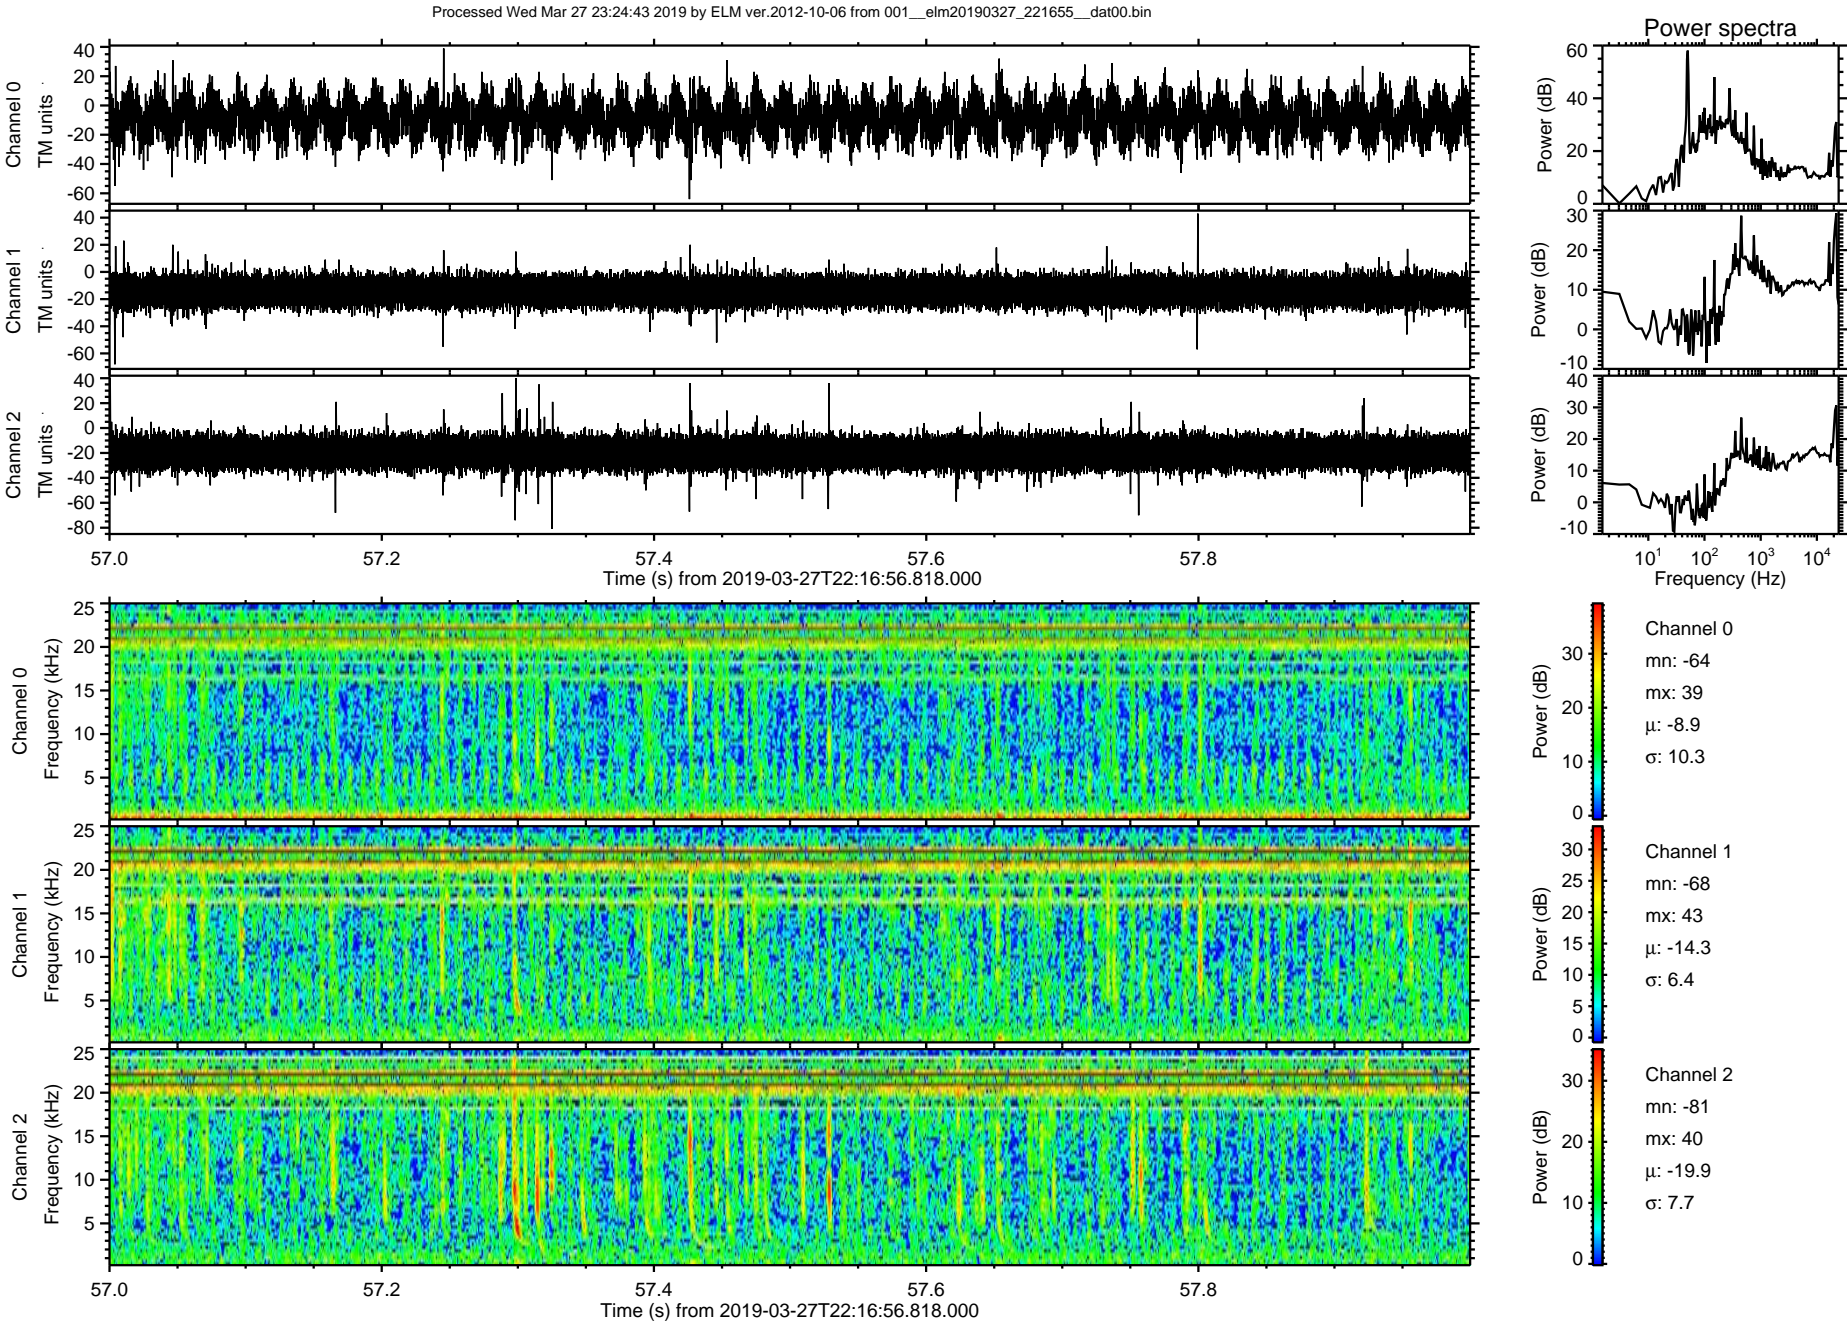 Processed Wed Mar 27 23:24:43 2019 by ELM ver.2012-10-06 from 001__elm20190327_221655__dat00.bin
Power spectra
Channel 0
TM units
40
20
0
-20
-40
-60
Power (dB)
60
40
20
0
Channel 1
TM units
40
20
0
-20
-40
-60
Power (dB)
30
20
10
0
-10
Channel 2
TM units
40
20
0
-20
-40
-60
-80
Power (dB)
40
30
20
10
0
-10
57.0 57.2 57.4 57.6 57.8
Time (s) from 2019-03-27T22:16:56.818.000
10¹ 10² 10³ 10⁴
Frequency (Hz)
Channel 0
Frequency (kHz)
25
20
15
10
5
Power (dB)
30
20
10
0
Channel 0
mn: -64
mx: 39
μ: -8.9
σ: 10.3
Channel 1
Frequency (kHz)
25
20
15
10
5
Power (dB)
30
25
20
15
10
5
0
Channel 1
mn: -68
mx: 43
μ: -14.3
σ: 6.4
Channel 2
Frequency (kHz)
25
20
15
10
5
Power (dB)
30
20
10
0
Channel 2
mn: -81
mx: 40
μ: -19.9
σ: 7.7
57.0 57.2 57.4 57.6 57.8
Time (s) from 2019-03-27T22:16:56.818.000